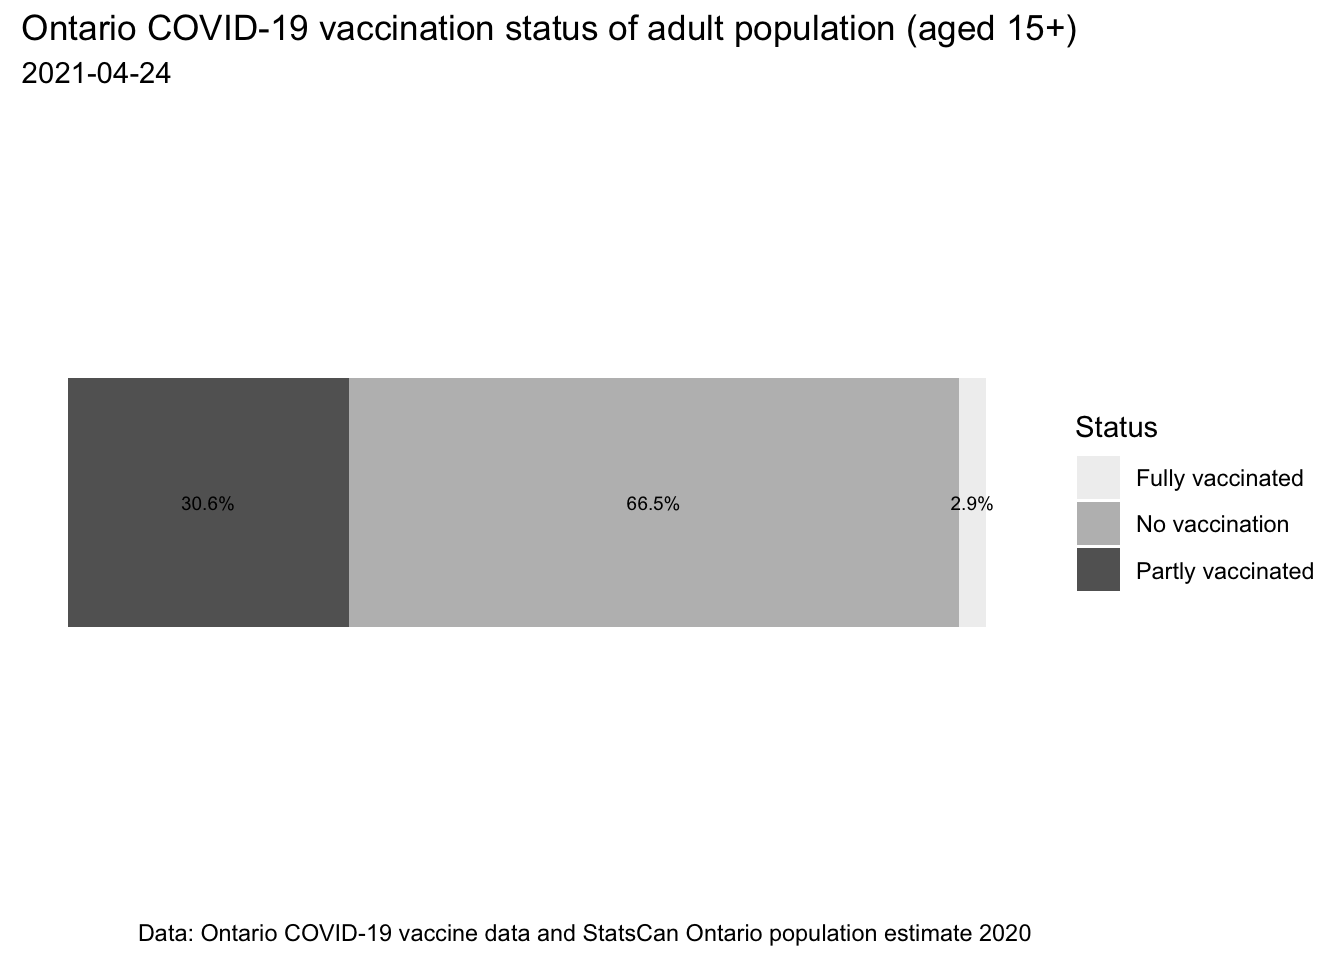 Ontario COVID-19 vaccination status of adult population (aged 15+)
2021-04-24
30.6%
66.5%
2.9%
Status
Fully vaccinated
No vaccination
Partly vaccinated
Data: Ontario COVID-19 vaccine data and StatsCan Ontario population estimate 2020